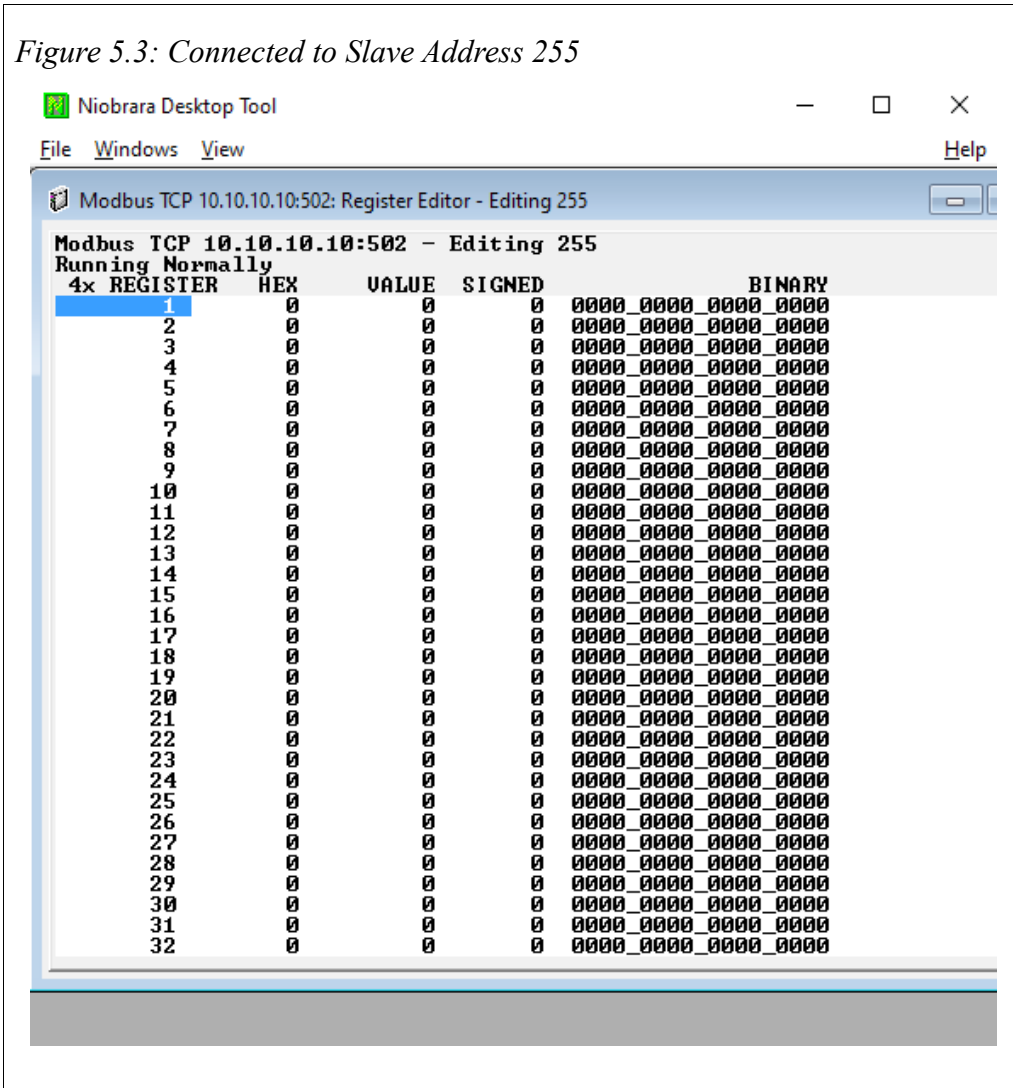 Figure 5.3: Connected to Slave Address 255
Niobrara Desktop Tool
File Windows View Help
Modbus TCP 10.10.10.10:502: Register Editor - Editing 255
Modbus TCP 10.10.10.10:502 - Editing 255
Running Normally
4x REGISTER HEX VALUE SIGNED BINARY
1 0 0 0 0000_0000_0000_0000
2 0 0 0 0000_0000_0000_0000
3 0 0 0 0000_0000_0000_0000
4 0 0 0 0000_0000_0000_0000
5 0 0 0 0000_0000_0000_0000
6 0 0 0 0000_0000_0000_0000
7 0 0 0 0000_0000_0000_0000
8 0 0 0 0000_0000_0000_0000
9 0 0 0 0000_0000_0000_0000
10 0 0 0 0000_0000_0000_0000
11 0 0 0 0000_0000_0000_0000
12 0 0 0 0000_0000_0000_0000
13 0 0 0 0000_0000_0000_0000
14 0 0 0 0000_0000_0000_0000
15 0 0 0 0000_0000_0000_0000
16 0 0 0 0000_0000_0000_0000
17 0 0 0 0000_0000_0000_0000
18 0 0 0 0000_0000_0000_0000
19 0 0 0 0000_0000_0000_0000
20 0 0 0 0000_0000_0000_0000
21 0 0 0 0000_0000_0000_0000
22 0 0 0 0000_0000_0000_0000
23 0 0 0 0000_0000_0000_0000
24 0 0 0 0000_0000_0000_0000
25 0 0 0 0000_0000_0000_0000
26 0 0 0 0000_0000_0000_0000
27 0 0 0 0000_0000_0000_0000
28 0 0 0 0000_0000_0000_0000
29 0 0 0 0000_0000_0000_0000
30 0 0 0 0000_0000_0000_0000
31 0 0 0 0000_0000_0000_0000
32 0 0 0 0000_0000_0000_0000